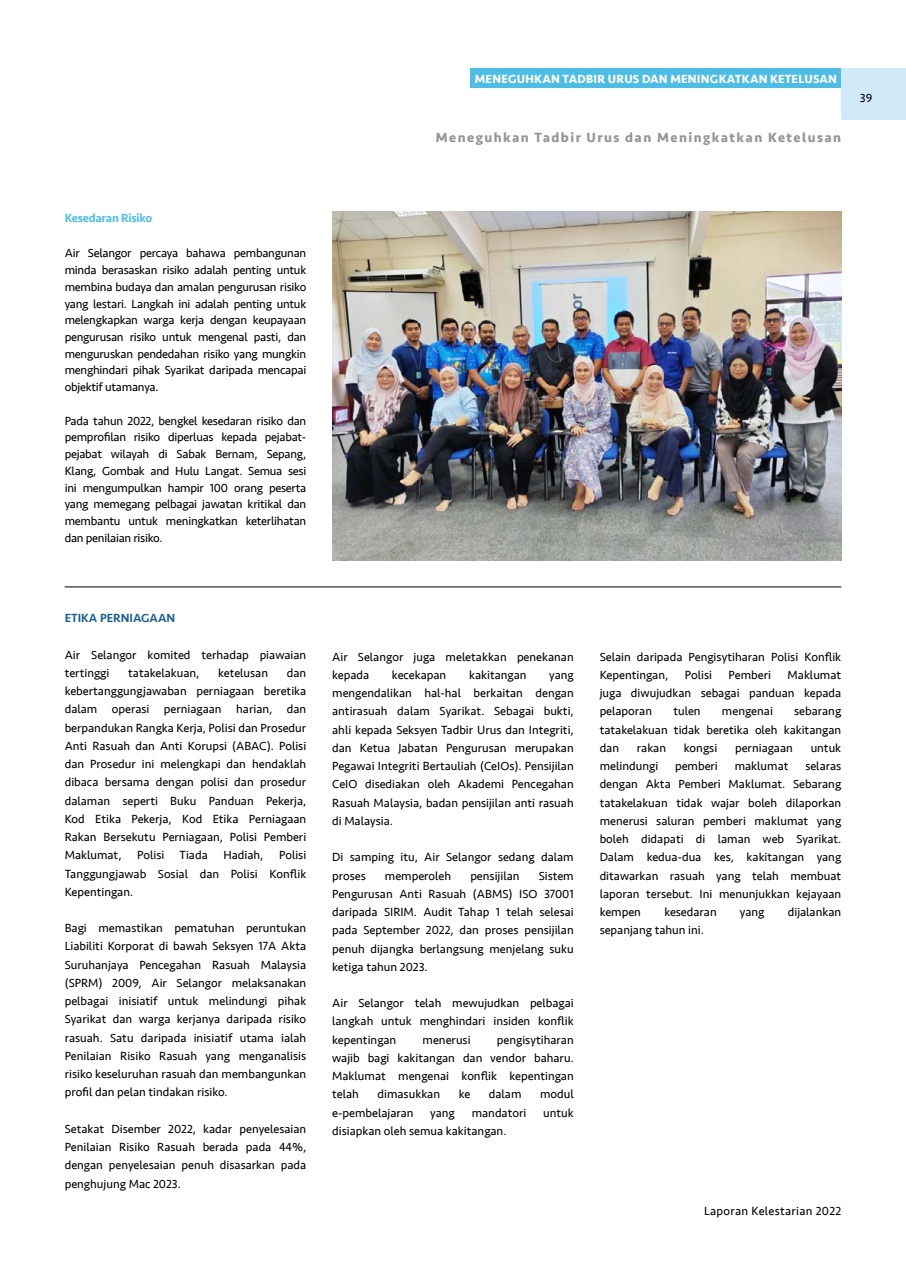 MENEGUHKAN TADBIR URUS DAN MENINGKATKAN KETELUSAN
39
Meneguhkan Tadbir Urus dan Meningkatkan Ketelusan
Kesedaran Risiko
Air Selangor percaya bahawa pembangunan
minda berasaskan risiko adalah penting untuk
membina budaya dan amalan pengurusan risiko
yang lestari. Langkah ini adalah penting untuk
melengkapkan warga kerja dengan keupayaan
pengurusan risiko untuk mengenal pasti, dan
menguruskan pendedahan risiko yang mungkin
menghindari pihak Syarikat daripada mencapai
objektif utamanya.
Pada tahun 2022, bengkel kesedaran risiko dan
pemprofilan risiko diperluas kepada pejabat-
pejabat wilayah di Sabak Bernam, Sepang,
Klang, Gombak and Hulu Langat. Semua sesi
ini mengumpulkan hampir 100 orang peserta
yang memegang pelbagai jawatan kritikal dan
membantu untuk meningkatkan keterlihatan
dan penilaian risiko.
or
ETIKA PERNIAGAAN
Air Selangor komited terhadap piawaian
tertinggi tatakelakuan, ketelusan dan
kebertanggungjawaban perniagaan beretika
dalam operasi perniagaan harian, dan
berpandukan Rangka Kerja, Polisi dan Prosedur
Anti Rasuah dan Anti Korupsi (ABAC). Polisi
dan Prosedur ini melengkapi dan hendaklah
dibaca bersama dengan polisi dan prosedur
dalaman seperti Buku Panduan Pekerja,
Kod Etika Pekerja, Kod Etika Perniagaan
Rakan Bersekutu Perniagaan, Polisi Pemberi
Maklumat, Polisi Tiada Hadiah, Polisi
Tanggungjawab Sosial dan Polisi Konflik
Kepentingan.
Bagi memastikan pematuhan peruntukan
Liabiliti Korporat di bawah Seksyen 17A Akta
Suruhanjaya Pencegahan Rasuah Malaysia
(SPRM) 2009, Air Selangor melaksanakan
pelbagai inisiatif untuk melindungi pihak
Syarikat dan warga kerjanya daripada risiko
rasuah. Satu daripada inisiatif utama ialah
Penilaian Risiko Rasuah yang menganalisis
risiko keseluruhan rasuah dan membangunkan
profil dan pelan tindakan risiko.
Setakat Disember 2022, kadar penyelesaian
Penilaian Risiko Rasuah berada pada 44%,
dengan penyelesaian penuh disasarkan pada
penghujung Mac 2023.
Air Selangor juga meletakkan penekanan
kepada kecekapan kakitangan yang
mengendalikan hal-hal berkaitan dengan
antirasuah dalam Syarikat. Sebagai bukti,
ahli kepada Seksyen Tadbir Urus dan Integriti,
dan Ketua Jabatan Pengurusan merupakan
Pegawai Integriti Bertauliah (CeIOs). Pensijilan
CeIO disediakan oleh Akademi Pencegahan
Rasuah Malaysia, badan pensijilan anti rasuah
di Malaysia.
Di samping itu, Air Selangor sedang dalam
proses memperoleh pensijilan Sistem
Pengurusan Anti Rasuah (ABMS) ISO 37001
daripada SIRIM. Audit Tahap 1 telah selesai
pada September 2022, dan proses pensijilan
penuh dijangka berlangsung menjelang suku
ketiga tahun 2023.
Air Selangor telah mewujudkan pelbagai
langkah untuk menghindari insiden konflik
kepentingan menerusi pengisytiharan
wajib bagi kakitangan dan vendor baharu.
Maklumat mengenai konflik kepentingan
telah dimasukkan ke dalam modul
e-pembelajaran yang mandatori untuk
disiapkan oleh semua kakitangan.
Selain daripada Pengisytiharan Polisi Konflik
Kepentingan, Polisi Pemberi Maklumat
juga diwujudkan sebagai panduan kepada
pelaporan tulen mengenai sebarang
tatakelakuan tidak beretika oleh kakitangan
dan rakan kongsi perniagaan untuk
melindungi pemberi maklumat selaras
dengan Akta Pemberi Maklumat. Sebarang
tatakelakuan tidak wajar boleh dilaporkan
menerusi saluran pemberi maklumat yang
boleh didapati di laman web Syarikat.
Dalam kedua-dua kes, kakitangan yang
ditawarkan rasuah yang telah membuat
laporan tersebut. Ini menunjukkan kejayaan
kempen kesedaran yang dijalankan
sepanjang tahun ini.
Laporan Kelestarian 2022